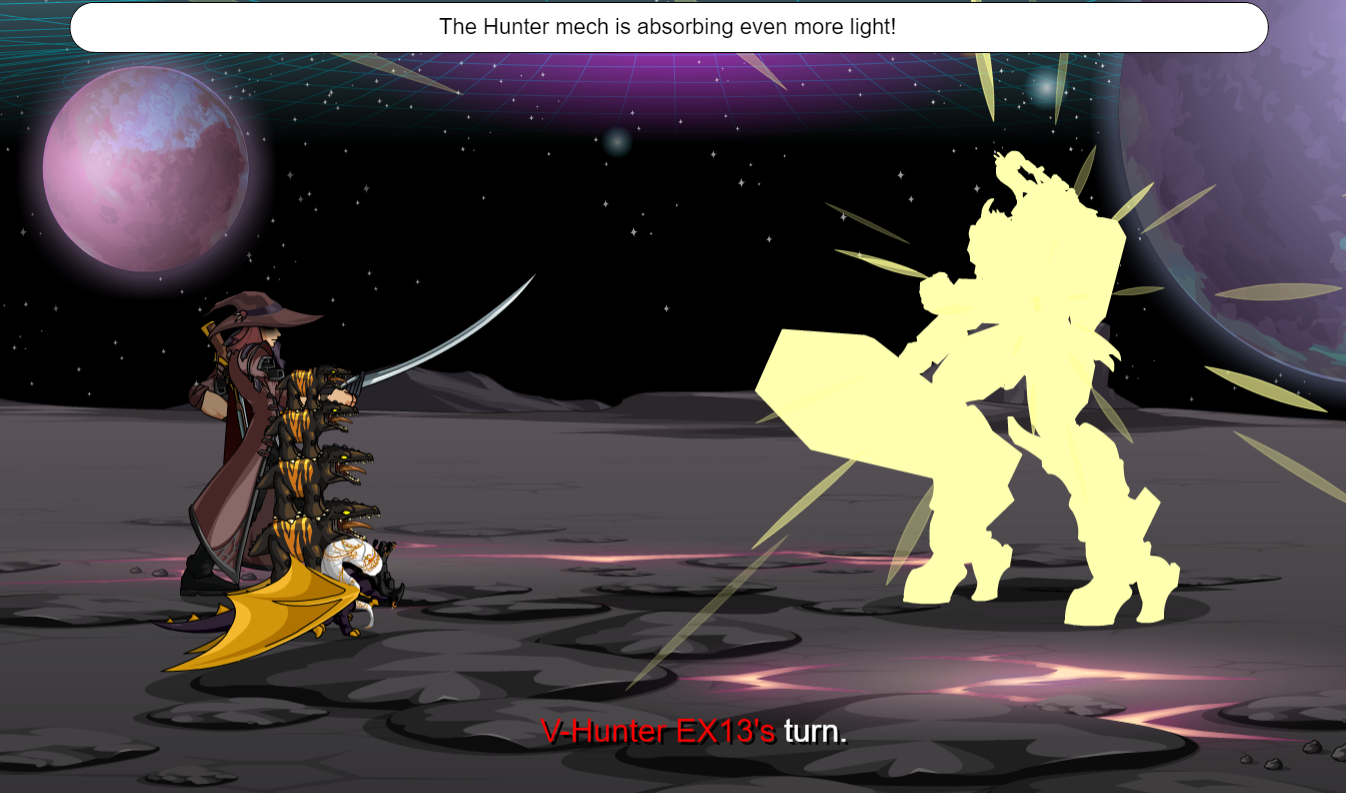 The Hunter mech is absorbing even more light!
V-Hunter EX13's turn.